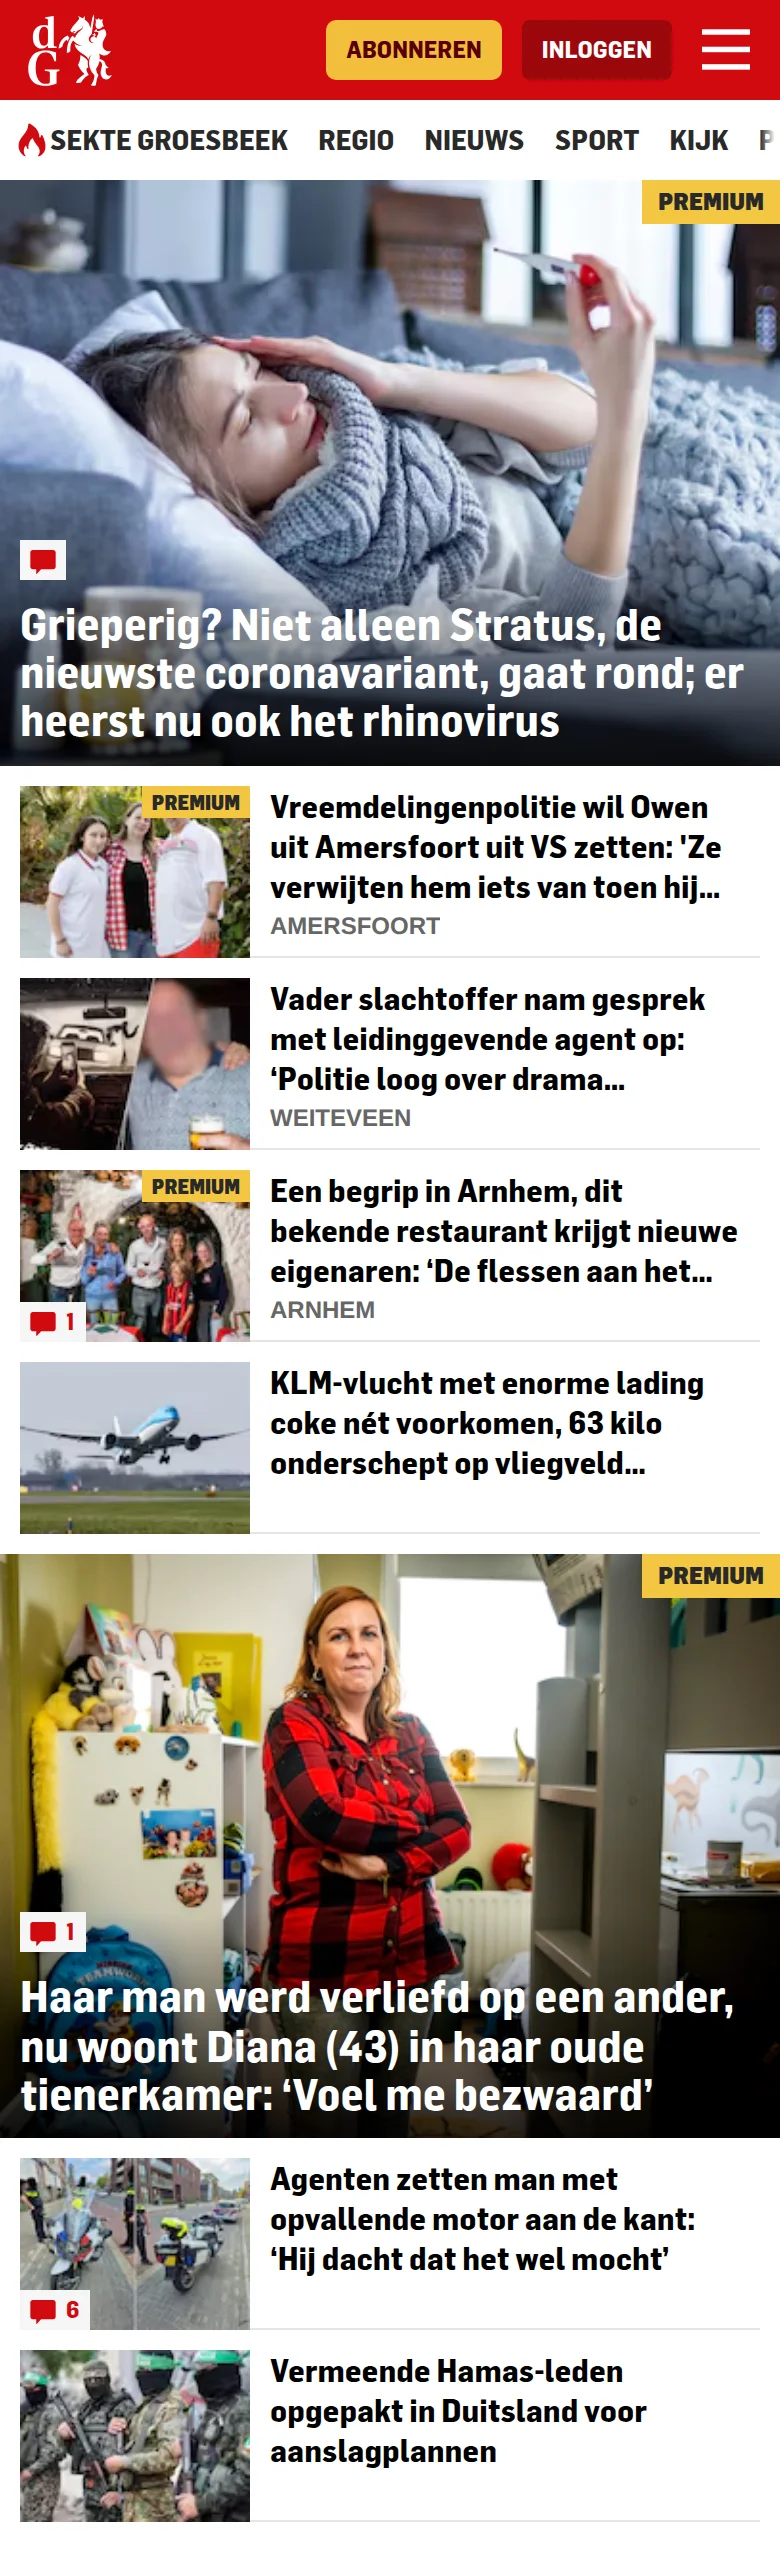 dG
ABONNEREN
INLOGGEN
SEKTE GROESBEEK
REGIO
NIEUWS
SPORT
KIJK
P
PREMIUM
Grieperig? Niet alleen Stratus, de
nieuwste coronavariant, gaat rond; er
heerst nu ook het rhinovirus
PREMIUM
Vreemdelingenpolitie wil Owen
uit Amersfoort uit VS zetten: 'Ze
verwijten hem iets van toen hij...
AMERSFOORT
Vader slachtoffer nam gesprek
met leidinggevende agent op:
‘Politie loog over drama...
WEITEVEEN
PREMIUM
1
Een begrip in Arnhem, dit
bekende restaurant krijgt nieuwe
eigenaren: ‘De flessen aan het...
ARNHEM
KLM-vlucht met enorme lading
coke nét voorkomen, 63 kilo
onderschept op vliegveld...
PREMIUM
TEAMWORK
1
Haar man werd verliefd op een ander,
nu woont Diana (43) in haar oude
tienerkamer: ‘Voel me bezwaard’
6
Agenten zetten man met
opvallende motor aan de kant:
‘Hij dacht dat het wel mocht’
Vermeende Hamas-leden
opgepakt in Duitsland voor
aanslagplannen